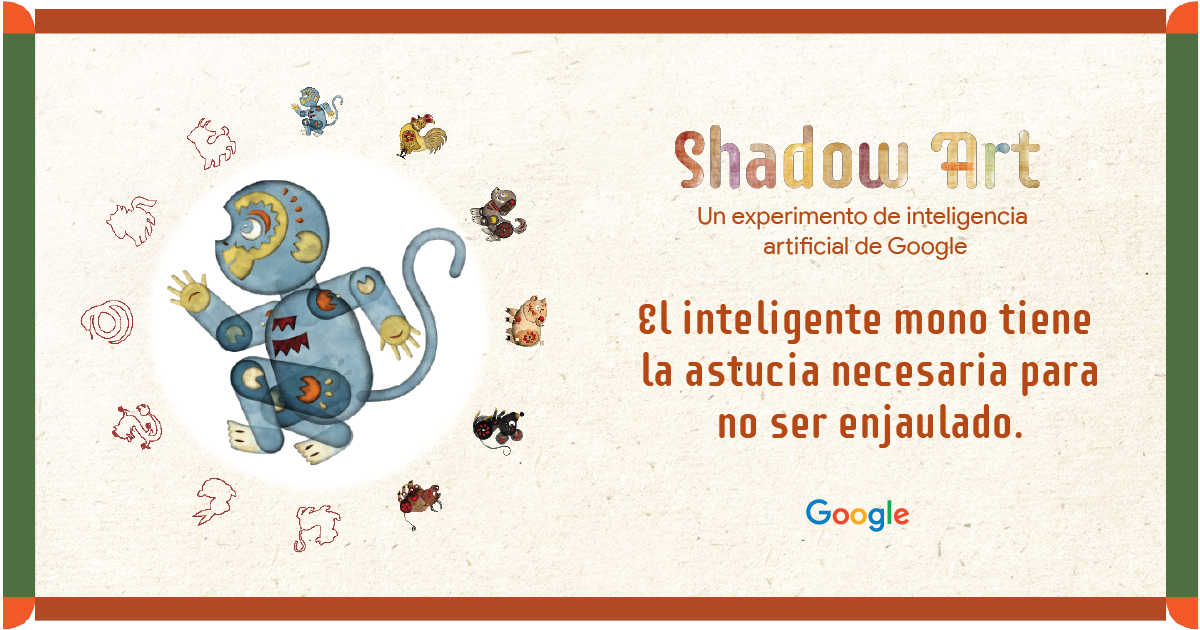 Shadow Art
Un experimento de inteligencia
artificial de Google
El inteligente mono tiene
la astucia necesaria para
no ser enjaulado.
Google